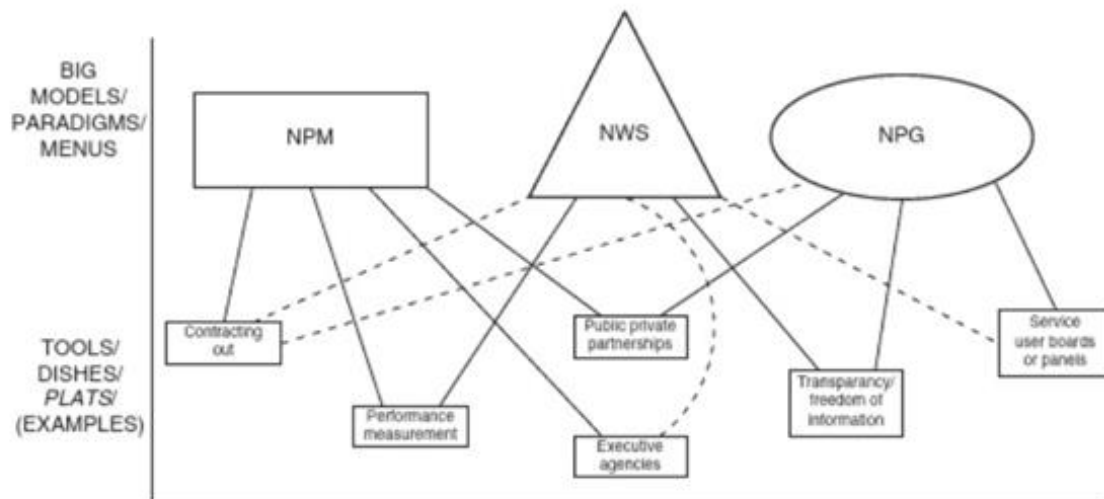 BIG
MODELS/
PARADIGMS/
MENUS
NPM
NWS
NPG
TOOLS/
DISHES/
PLATS/
(EXAMPLES)
Contracting
out
Performance
measurement
Public private
partnerships
Executive
agencies
Transparancy/
freedom of
information
Service
user boards
or panels